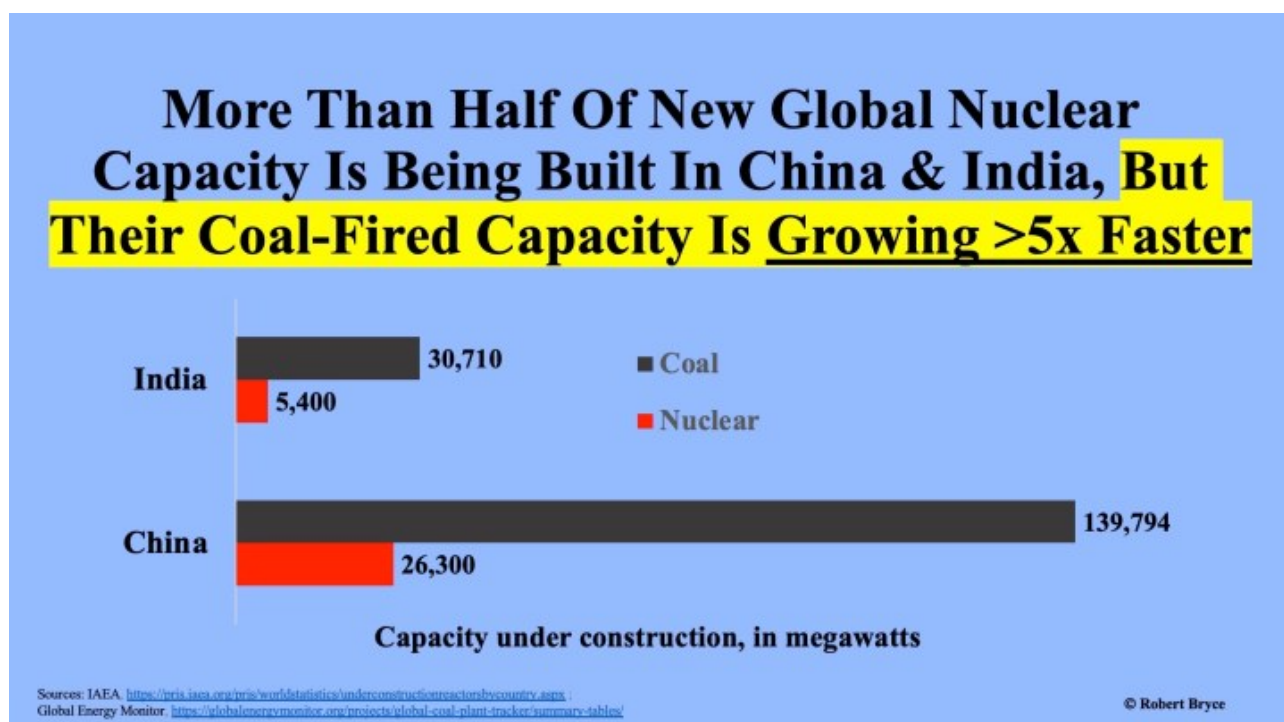 More Than Half Of New Global Nuclear
Capacity Is Being Built In China & India, But
Their Coal-Fired Capacity Is Growing >5x Faster
India
30,710
5,400
Coal
Nuclear
China
139,794
26,300
Capacity under construction, in megawatts
Sources: IAEA. https://pris.iaea.org/pris/worldstatistics/underconstructionreactorsbycountry.aspx ;
Global Energy Monitor. https://globalenergymonitor.org/projects/global-coal-plant-tracker/summary-tables/
© Robert Bryce